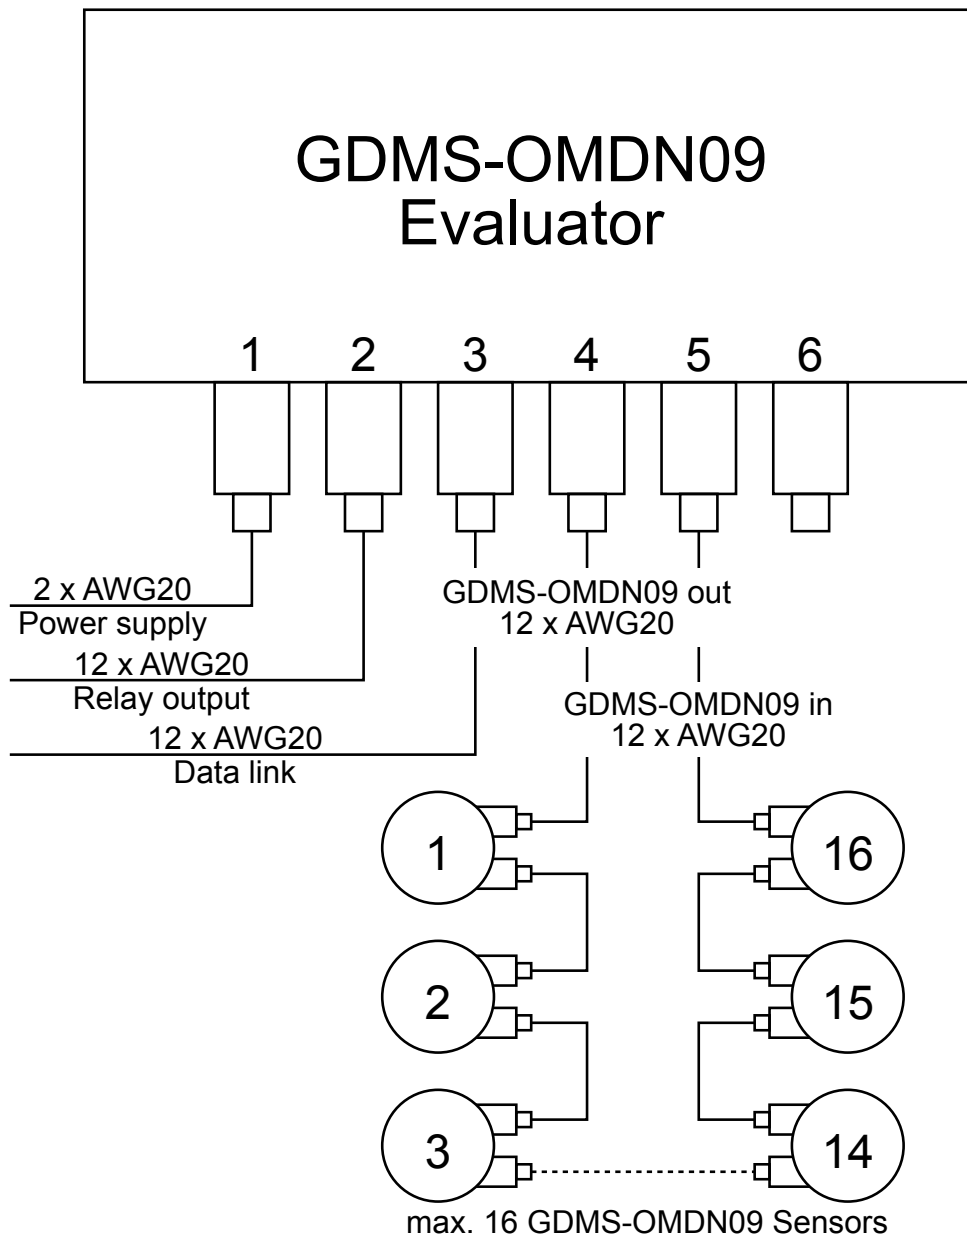 GDMS-OMDN09
Evaluator
1 2 3 4 5 6
2 x AWG20
Power supply
12 x AWG20
Relay output
12 x AWG20
Data link
GDMS-OMDN09 out
12 x AWG20
GDMS-OMDN09 in
12 x AWG20
1 16
2 15
3 14
max. 16 GDMS-OMDN09 Sensors